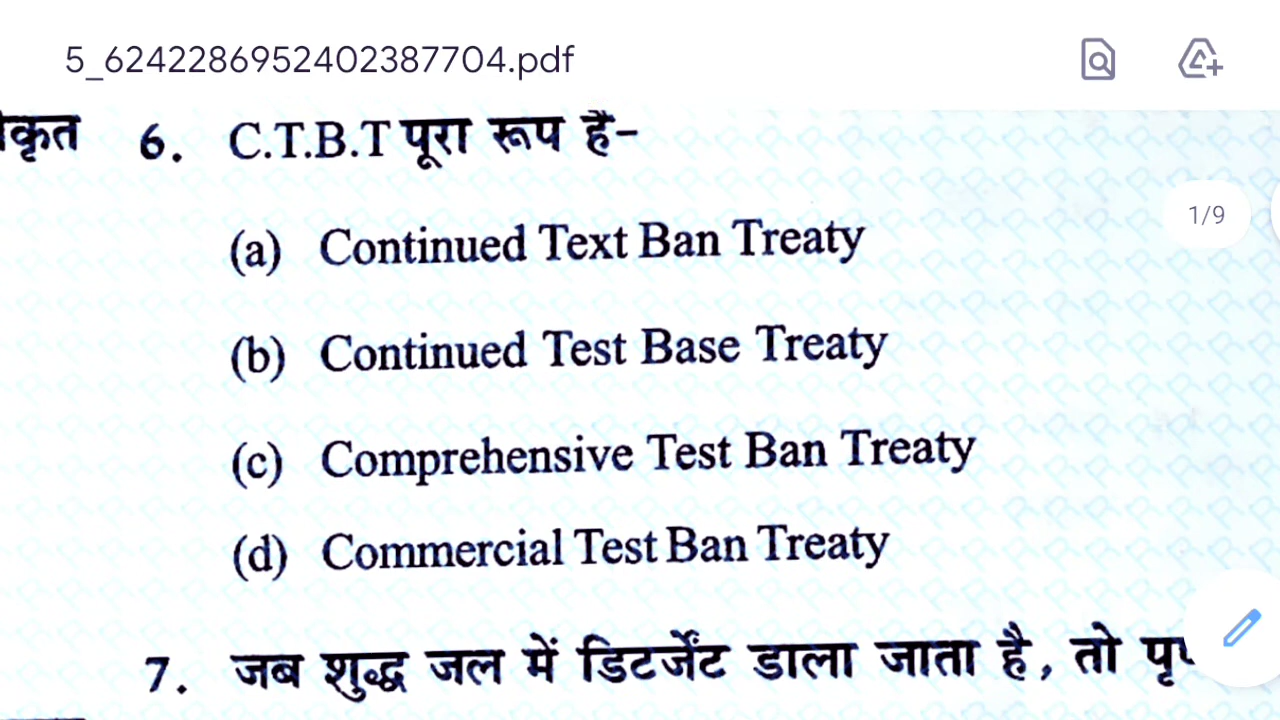 5_6242286952402387704.pdf
6. C.T.B.T पूरा रूप है-
1/9
(a) Continued Text Ban Treaty
(b) Continued Test Base Treaty
(c) Comprehensive Test Ban Treaty
(d) Commercial Test Ban Treaty
7. जब शुद्ध जल में डिटर्जेंट डाला जाता है, तो